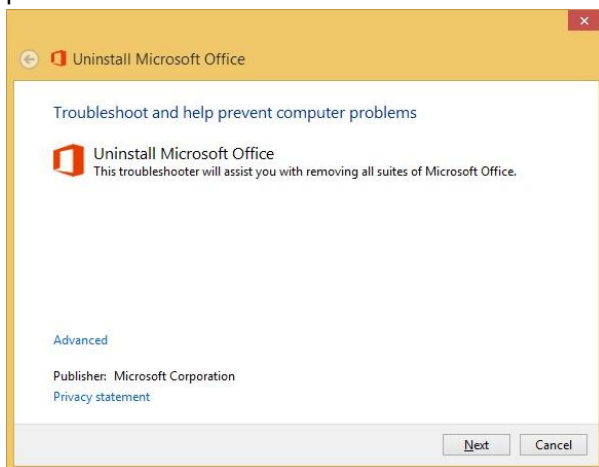 Uninstall Microsoft Office
Troubleshoot and help prevent computer problems
Uninstall Microsoft Office
This troubleshooter will assist you with removing all suites of Microsoft Office.
Advanced
Publisher: Microsoft Corporation
Privacy statement
Next Cancel